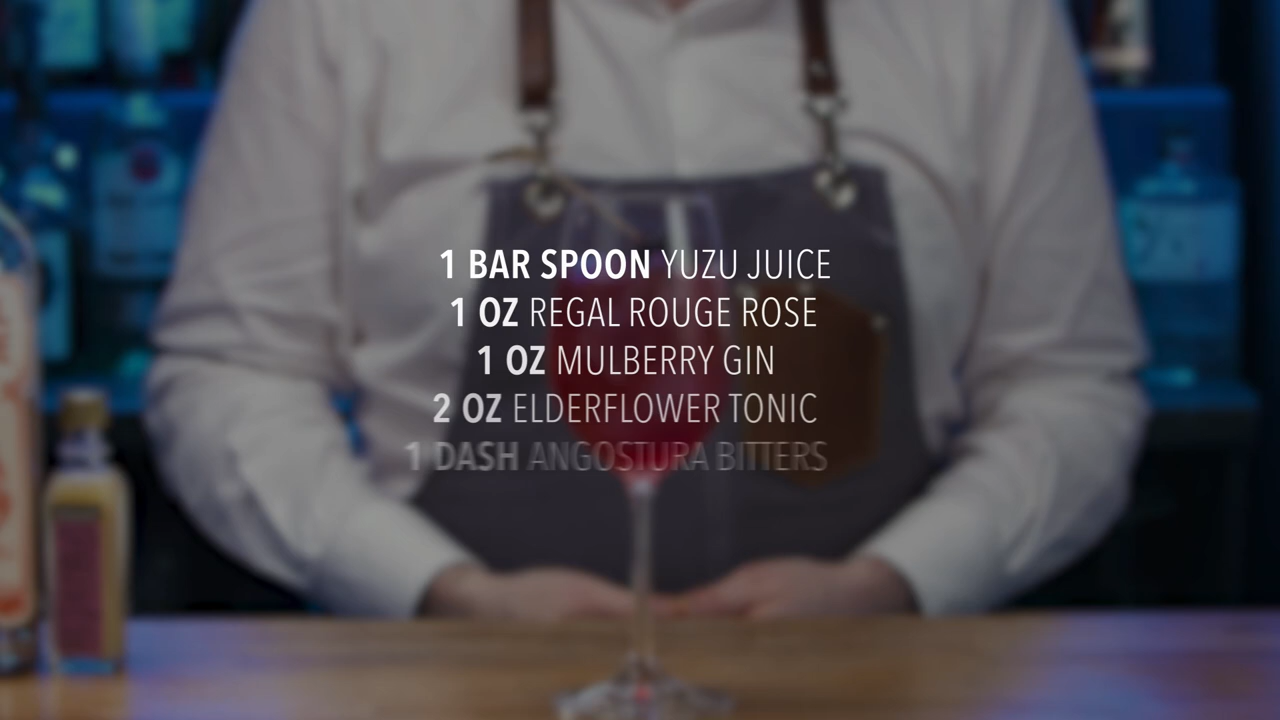 1 BAR SPOON YUZU JUICE
1 OZ REGAL ROUGE ROSE
1 OZ MULBERRY GIN
2 OZ ELDERFLOWER TONIC
1 DASH ANGOSTURA BITTERS